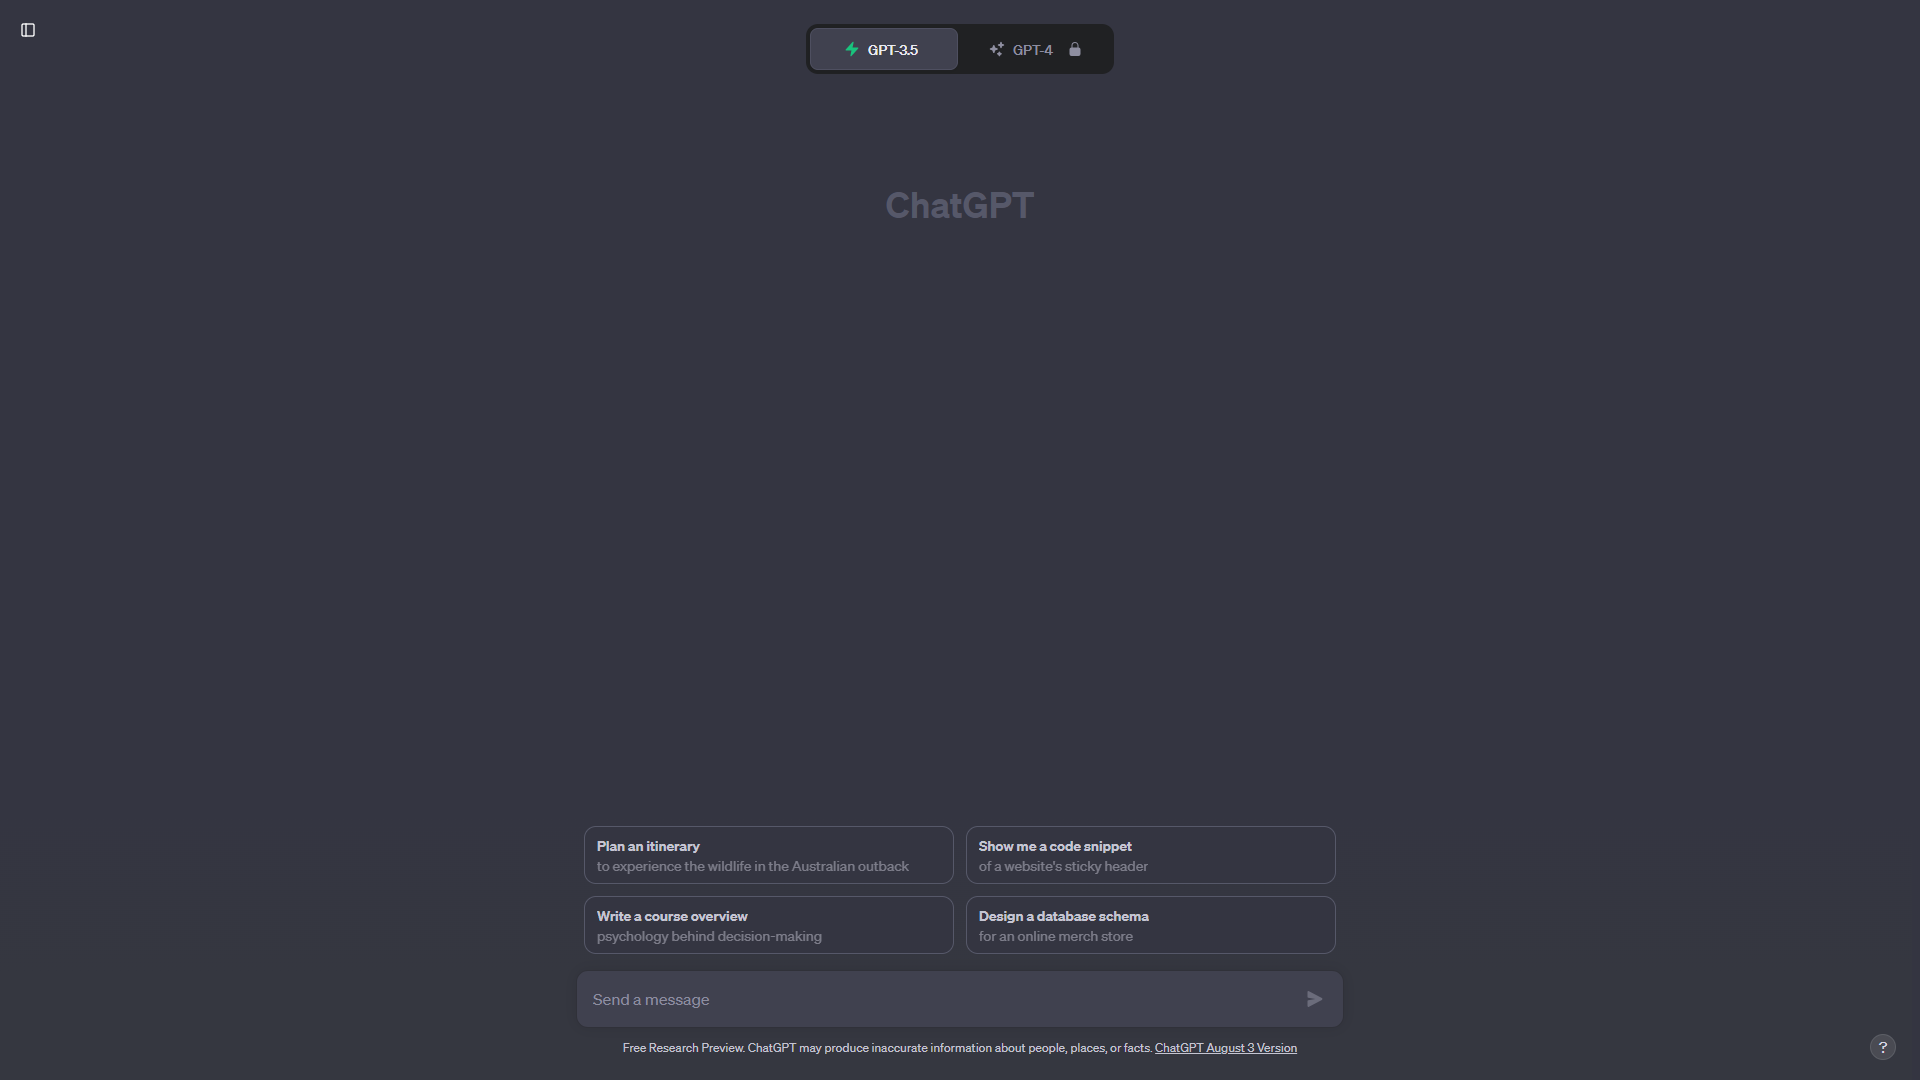 GPT-3.5
GPT-4
ChatGPT
Plan an itinerary
to experience the wildlife in the Australian outback
Show me a code snippet
of a website's sticky header
Write a course overview
psychology behind decision-making
Design a database schema
for an online merch store
Send a message
Free Research Preview. ChatGPT may produce inaccurate information about people, places, or facts. ChatGPT August 3 Version
?